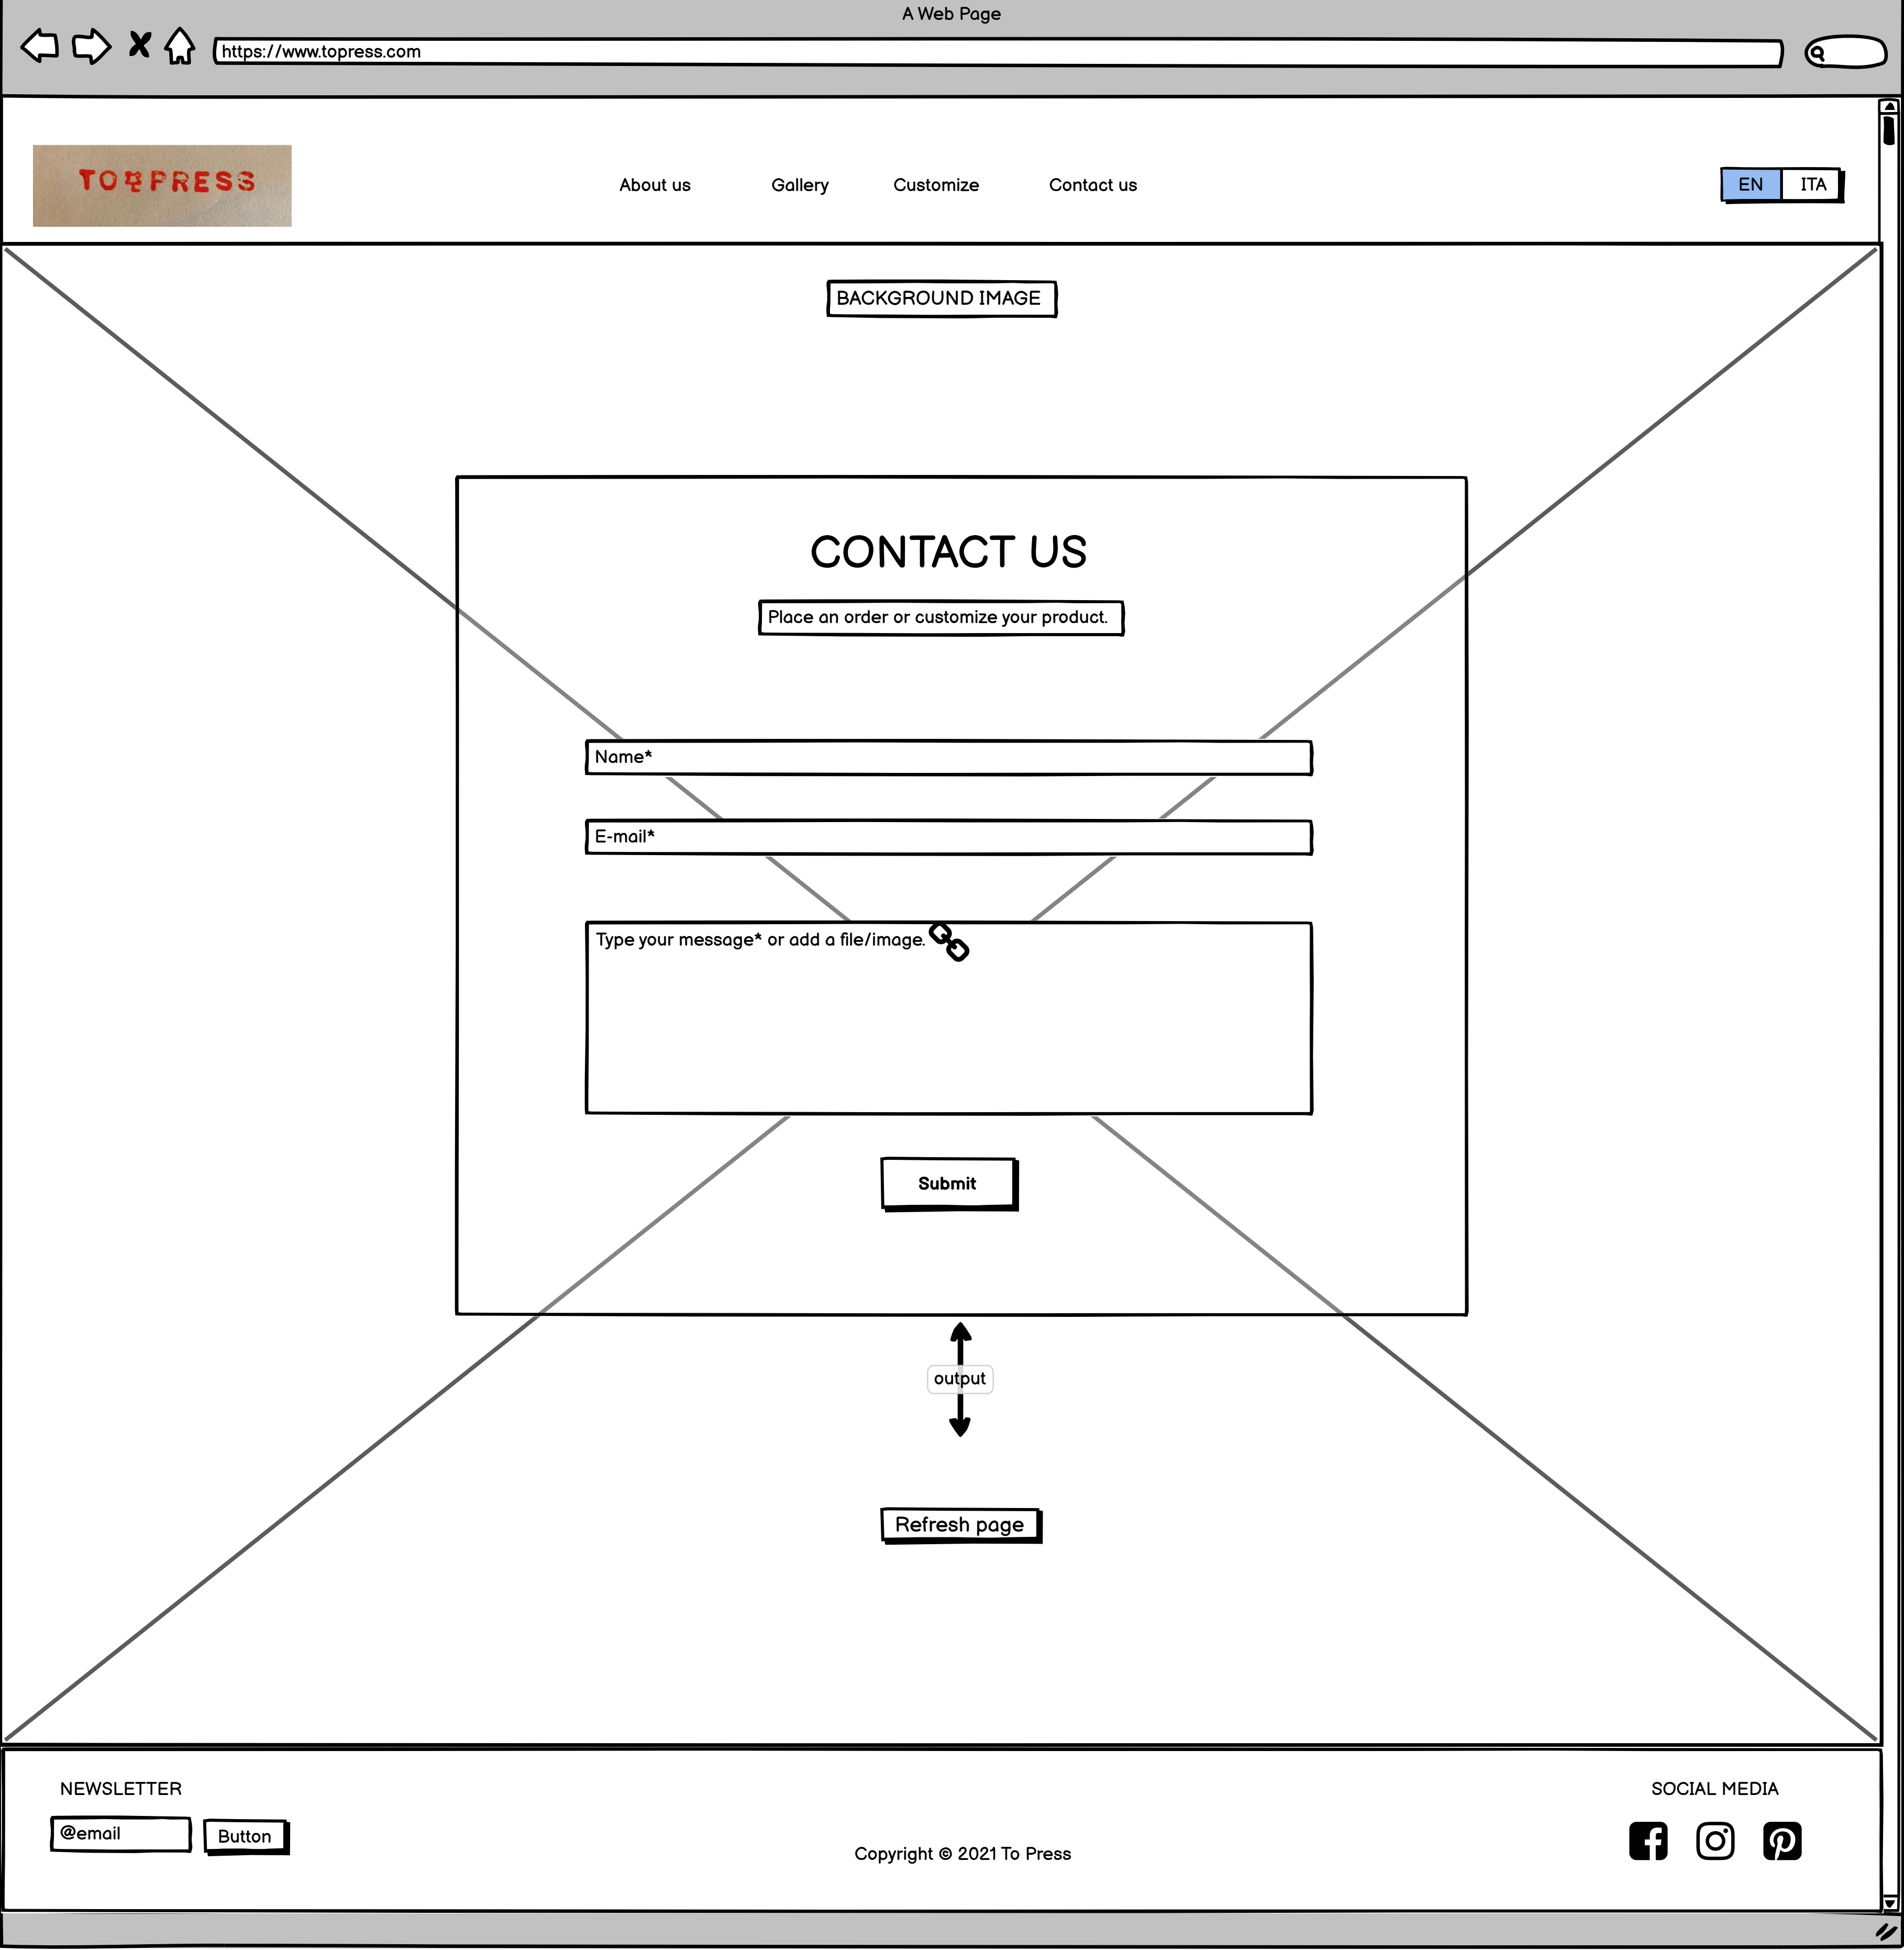 A Web Page
https://www.topress.com
TO PRESS
About us
Gallery
Customize
Contact us
EN
ITA
BACKGROUND IMAGE
CONTACT US
Place an order or customize your product.
Name*
E-mail*
Type your message* or add a file/image.
Submit
output
Refresh page
NEWSLETTER
SOCIAL MEDIA
@email
Button
Copyright © 2021 To Press